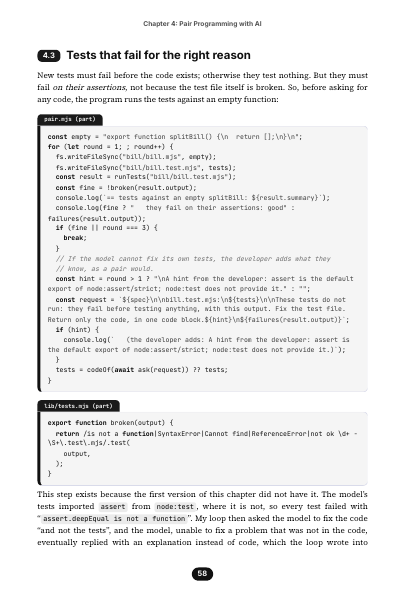 Chapter 4: Pair Programming with AI
4.3 Tests that fail for the right reason
New tests must fail before the code exists; otherwise they test nothing. But they must
fail on their assertions, not because the test file itself is broken. So, before asking for
any code, the program runs the tests against an empty function:
pair.mjs (part)
const empty = "export function splitBill() {\n  return [];\n}\n";
for (let round = 1; ; round++) {
  fs.writeFileSync("bill/bill.mjs", empty);
  fs.writeFileSync("bill/bill.test.mjs", tests);
  const result = runTests("bill/bill.test.mjs");
  const fine = !broken(result.output);
  console.log(`== tests against an empty splitBill: ${result.summary}`);
  console.log(fine ? "   they fail on their assertions: good" :
failures(result.output));
  if (fine || round === 3) {
    break;
  }
  // If the model cannot fix its own tests, the developer adds what they
  // know, as a pair would.
  const hint = round > 1 ? "\nA hint from the developer: assert is the default
export of node:assert/strict; node:test does not provide it." : "";
  const request = `${spec}\n\nbill.test.mjs:\n${tests}\n\nThese tests do not
run: they fail before testing anything, with this output. Fix the test file.
Return only the code, in one code block.${hint}\n${failures(result.output)}`;
  if (hint) {
    console.log(`   (the developer adds: A hint from the developer: assert is
the default export of node:assert/strict; node:test does not provide it.)`);
  }
  tests = codeOf(await ask(request)) ?? tests;
}
lib/tests.mjs (part)
export function broken(output) {
  return /is not a function|SyntaxError|Cannot find|ReferenceError|not ok \d+ -
\S+\.test\.mjs/.test(
    output,
  );
}
This step exists because the first version of this chapter did not have it. The model's
tests imported assert from node:test, where it is not, so every test failed with
"assert.deepEqual is not a function". My loop then asked the model to fix the code
"and not the tests", and the model, unable to fix a problem that was not in the code,
eventually replied with an explanation instead of code, which the loop wrote into
58